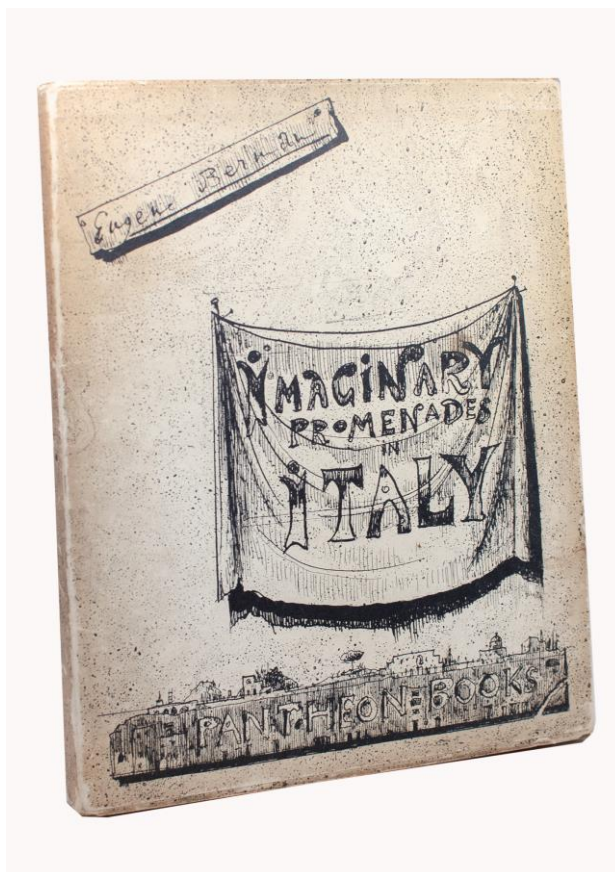 Eugene Berman
iMAGiNARY
PROMENADES
IN
iTALY
PANTHEON BOOKS